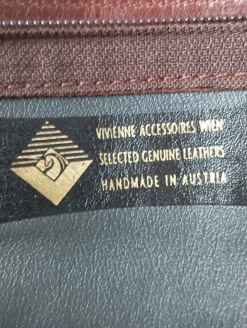 VIVIENNE ACCESSOIRES WIEN
SELECTED GENUINE LEATHERS
HANDMADE IN AUSTRIA